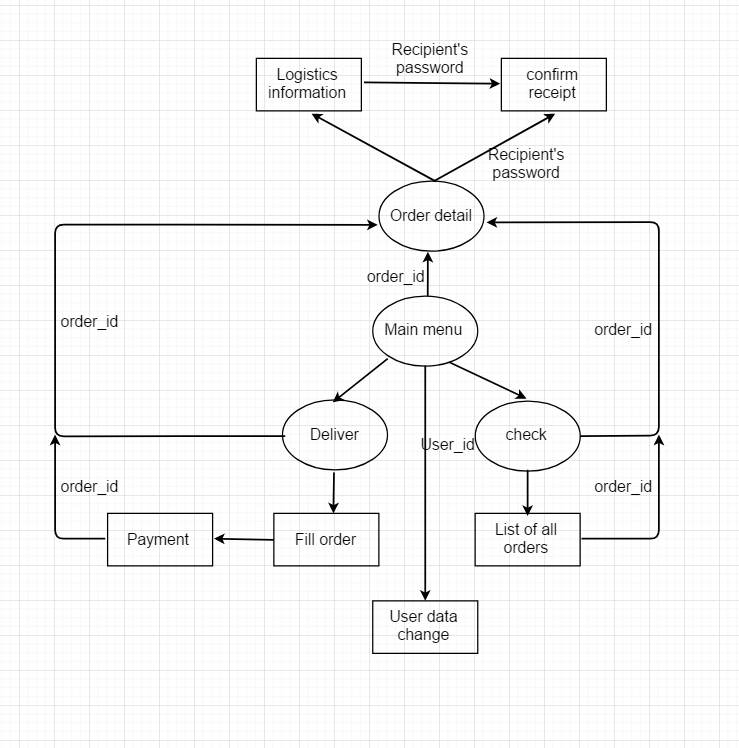 Recipient's
password
Logistics
information
confirm
receipt
Recipient's
password
Order detail
order_id
order_id
Main menu
order_id
Deliver
User_id
check
order_id
order_id
Payment
Fill order
List of all
orders
User data
change